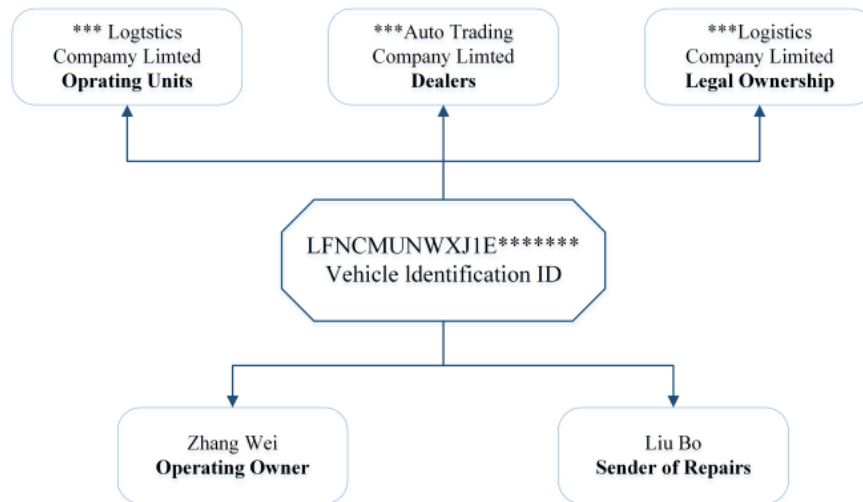 *** Logtstics
Compamy Limted
Oprating Units
***Auto Trading
Company Limted
Dealers
***Logistics
Company Limited
Legal Ownership
LFNCMUNWXJ1E*******
Vehicle ldentification ID
Zhang Wei
Operating Owner
Liu Bo
Sender of Repairs